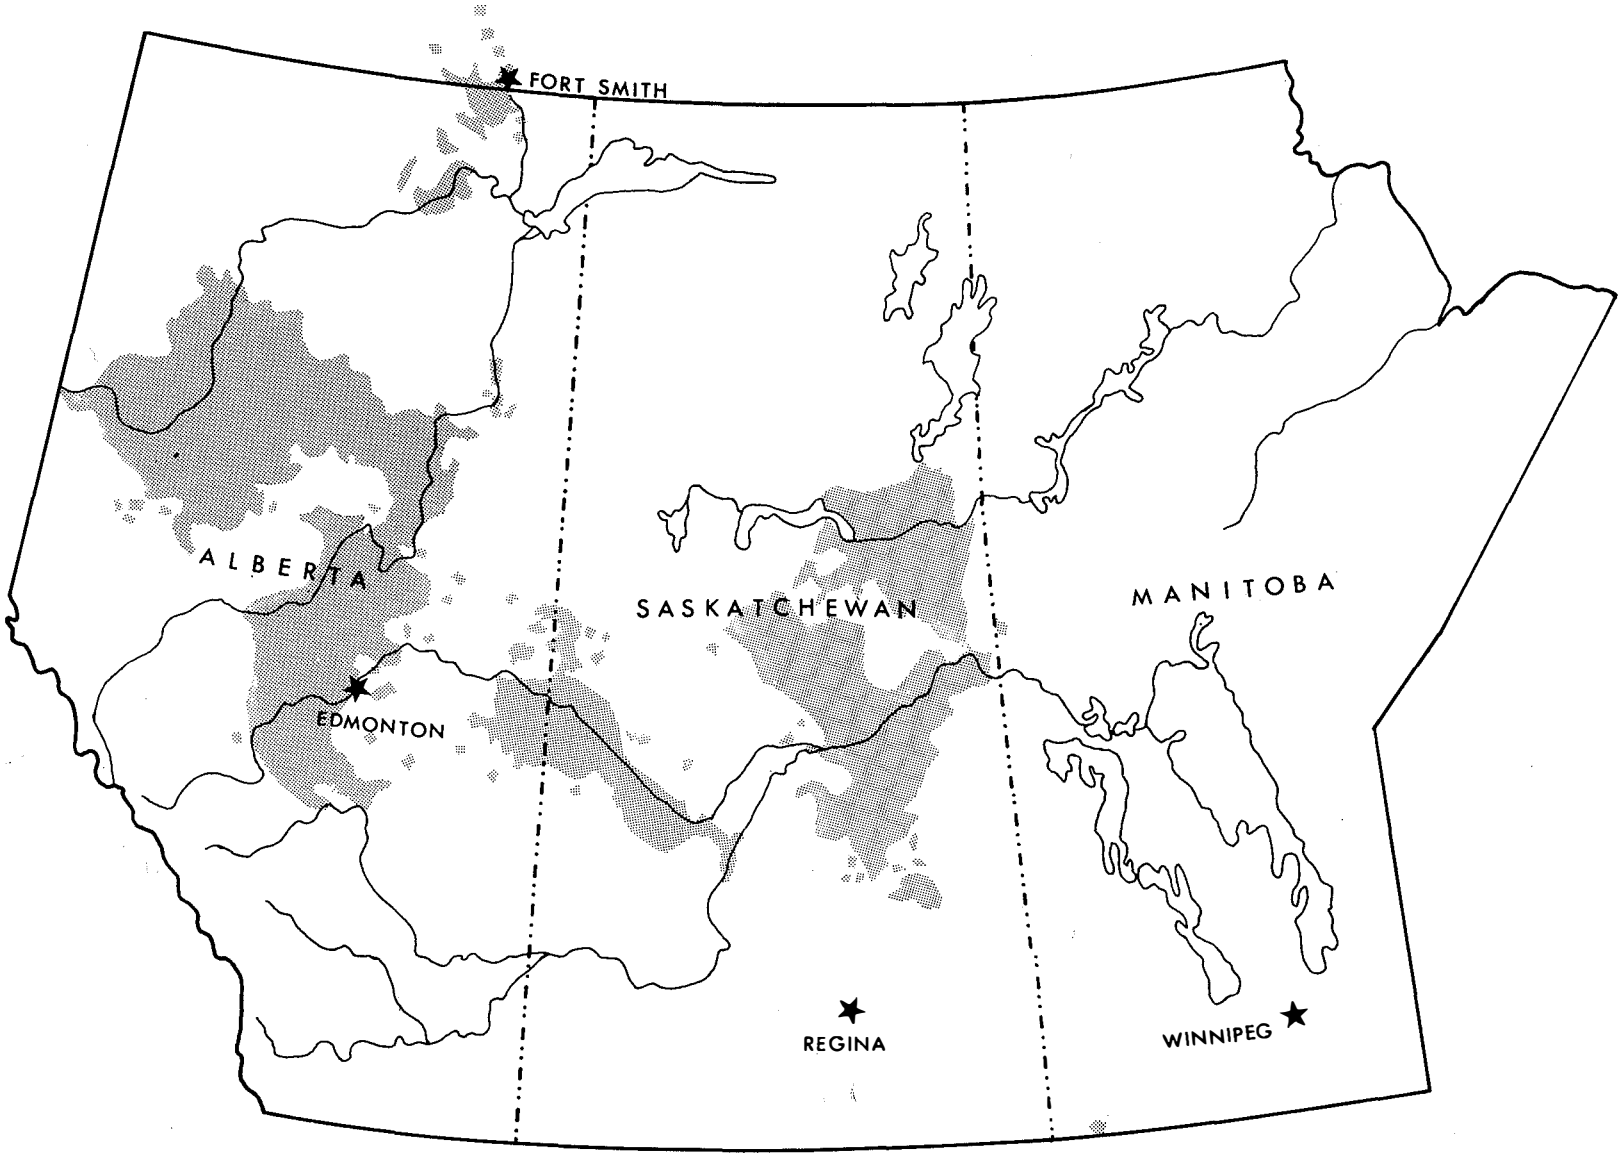 FORT SMITH
ALBERTA
SASKATCHEWAN
MANITOBA
EDMONTON
REGINA
WINNIPEG